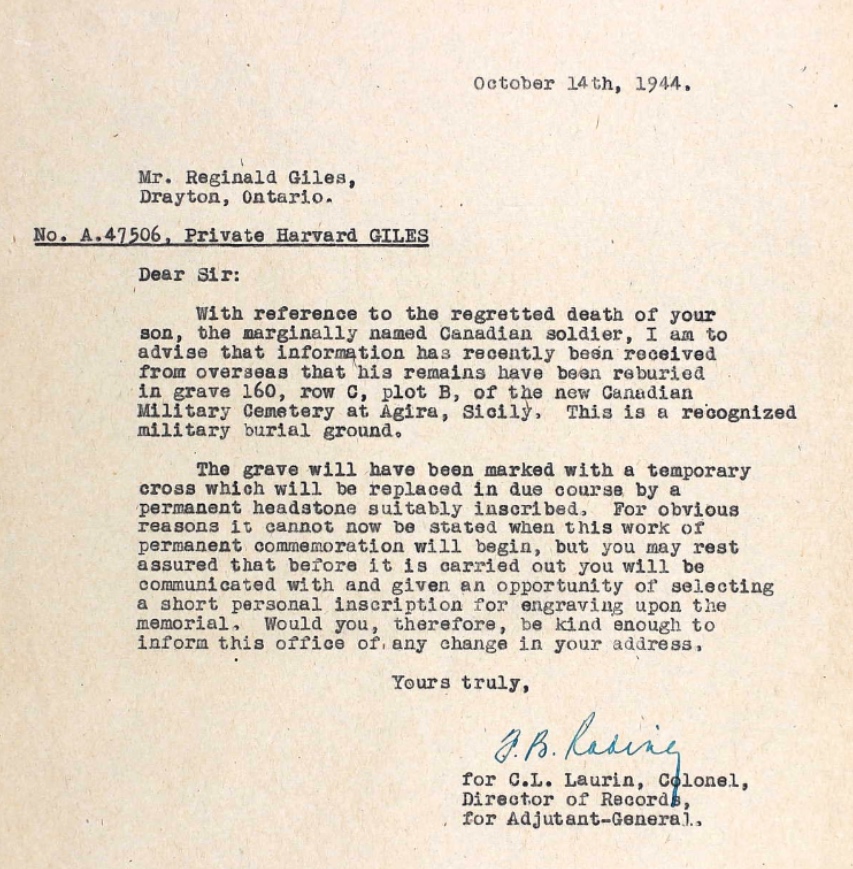 October 14th, 1944.
Mr. Reginald Giles,
Drayton, Ontario.
No. A.47506, Private Harvard GILES
Dear Sir:
With reference to the regretted death of your
son, the marginally named Canadian soldier, I am to
advise that information has recently been received
from overseas that his remains have been reburied
in grave 160, row C, plot B, of the new Canadian
Military Cemetery at Agira, Sicily. This is a recognized
military burial ground.
The grave will have been marked with a temporary
cross which will be replaced in due course by a
permanent headstone suitably inscribed. For obvious
reasons it cannot now be stated when this work of
permanent commemoration will begin, but you may rest
assured that before it is carried out you will be
communicated with and given an opportunity of selecting
a short personal inscription for engraving upon the
memorial. Would you, therefore, be kind enough to
inform this office of any change in your address.
Yours truly,
for C.L. Laurin, Colonel,
Director of Records,
for Adjutant-General.